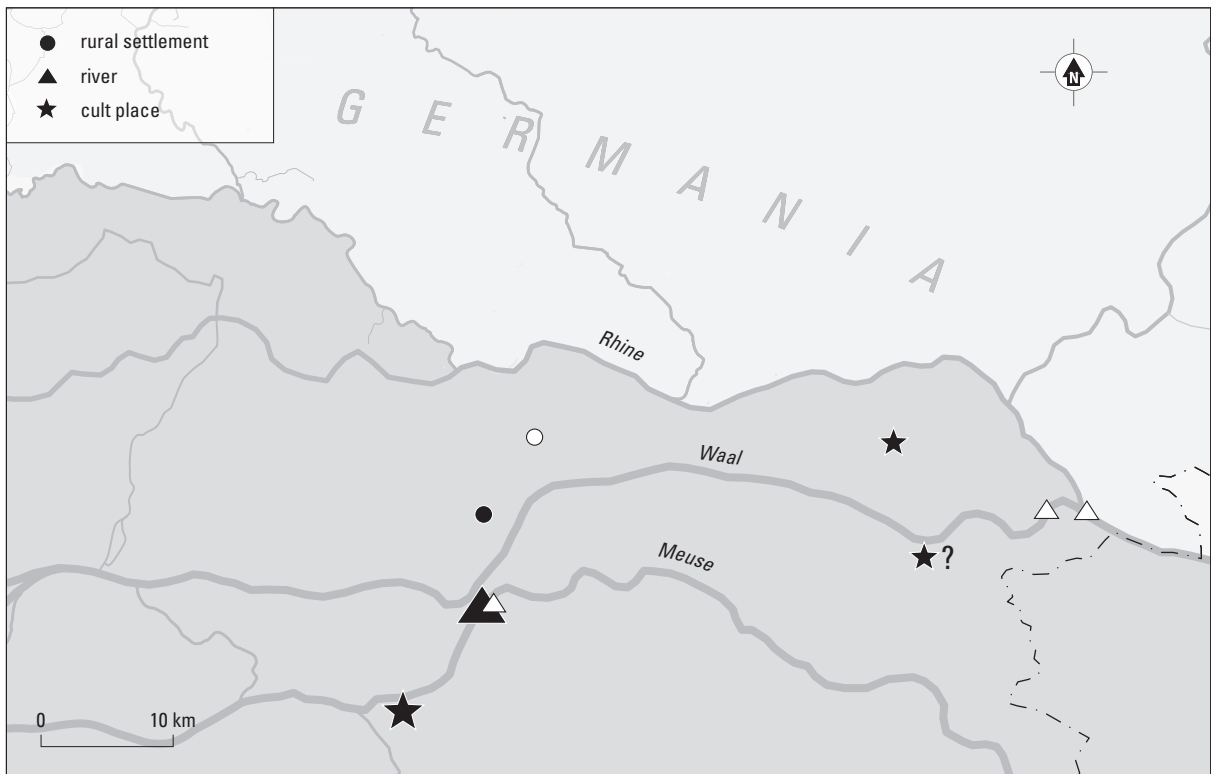 rural settlement
river
cult place
N
GERMANIA
Rhine
Waal
Meuse
?
0 10 km